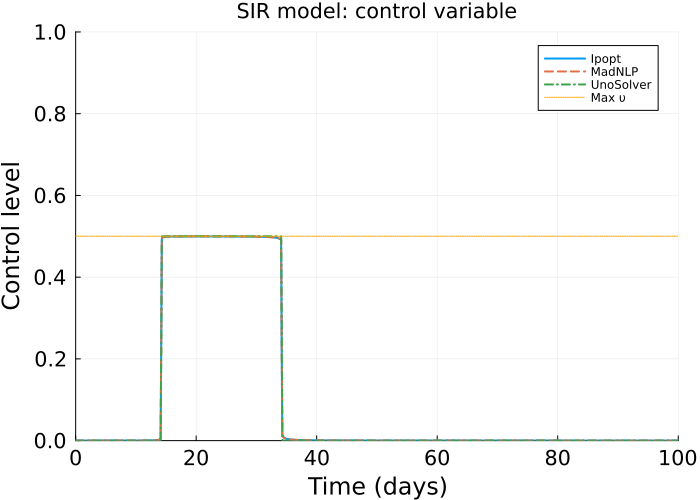 SIR model: control variable
1.0
0.8
0.6
0.4
0.2
0.0
Control level
Ipopt
MadNLP
UnoSolver
Max υ
0 20 40 60 80 100
Time (days)